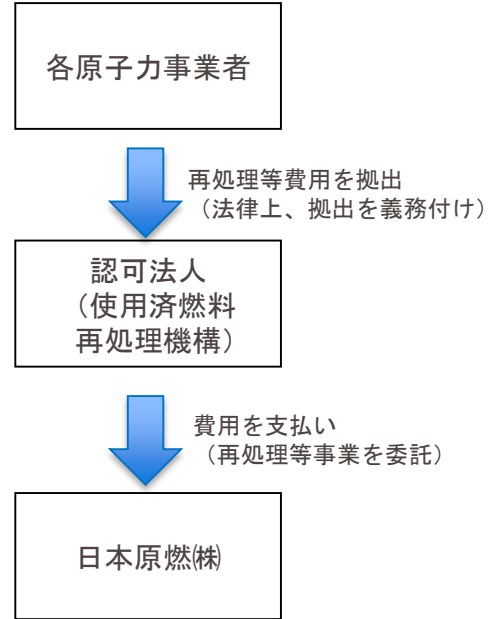 各原子力事業者
再処理等費用を拠出
（法律上、拠出を義務付け）
認可法人
（使用済燃料
再処理機構）
費用を支払い
（再処理等事業を委託）
日本原燃㈱